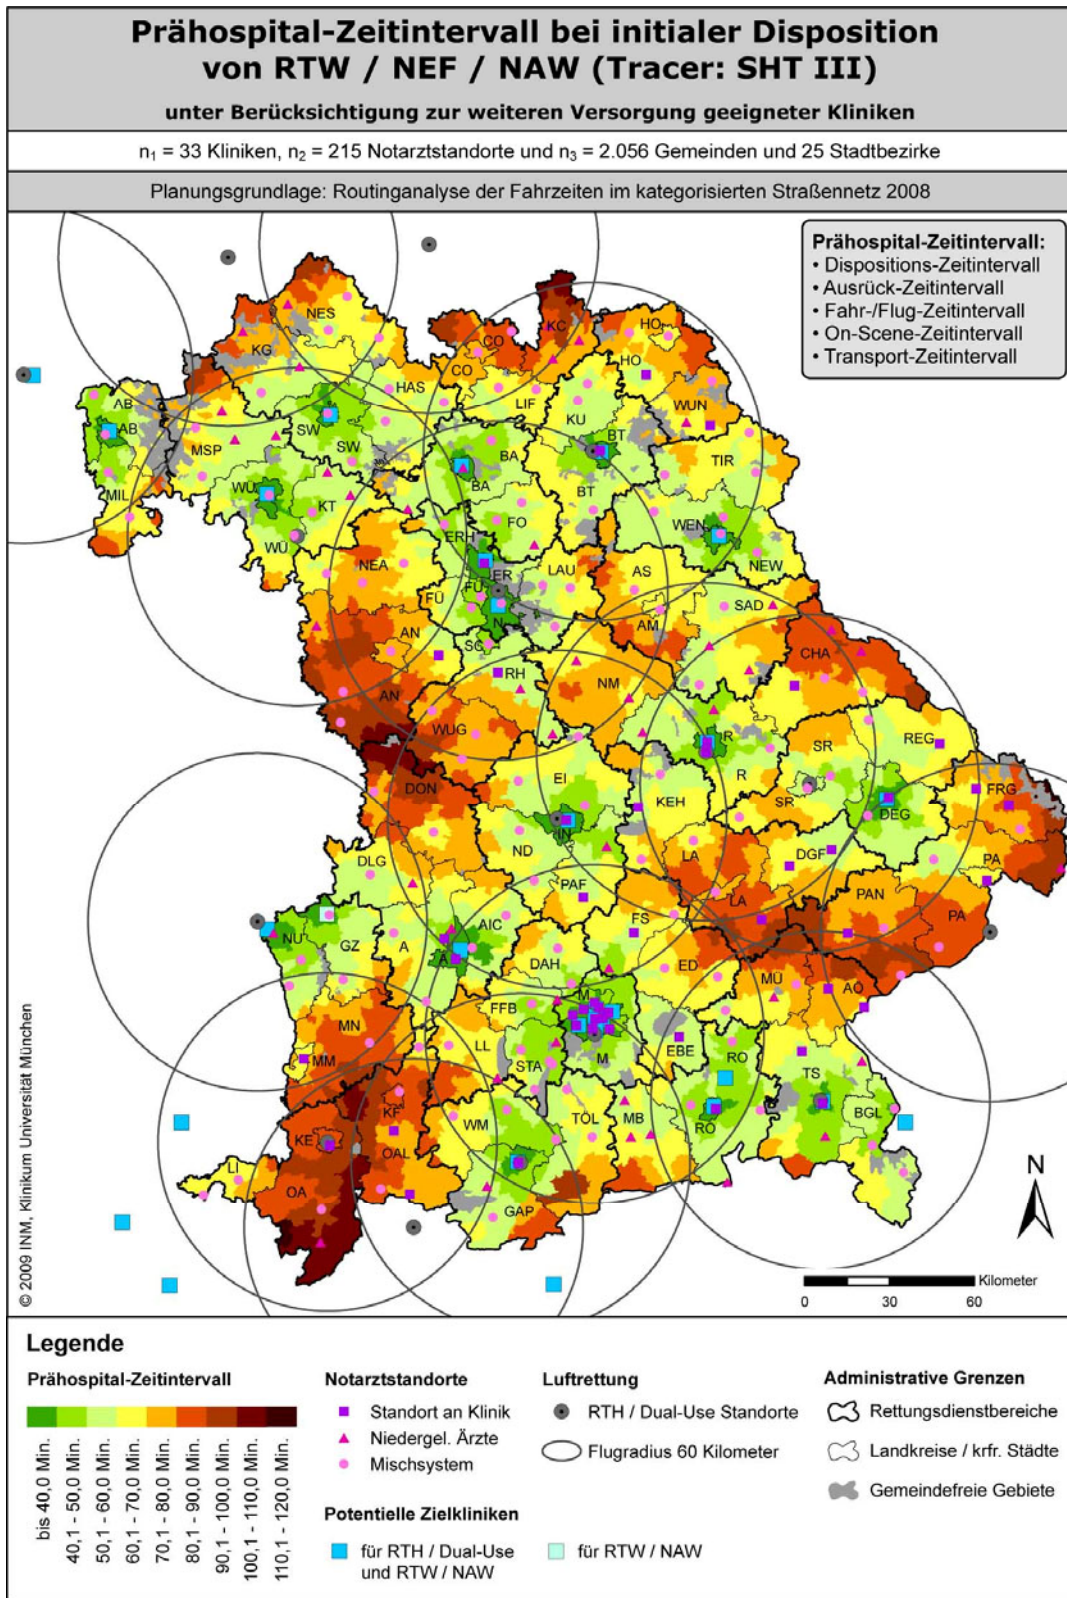 Prähospital-Zeitintervall bei initialer Disposition
von RTW / NEF / NAW (Tracer: SHT III)
unter Berücksichtigung zur weiteren Versorgung geeigneter Kliniken
n₁ = 33 Kliniken, n₂ = 215 Notarztstandorte und n₃ = 2.056 Gemeinden und 25 Stadtbezirke
Planungsgrundlage: Routinganalyse der Fahrzeiten im kategorisierten Straßennetz 2008
Prähospital-Zeitintervall:
• Dispositions-Zeitintervall
• Ausrück-Zeitintervall
• Fahr-/Flug-Zeitintervall
• On-Scene-Zeitintervall
• Transport-Zeitintervall
NES
KG
CO
CO
KC
HO
HO
HAS
LIF
KU
WUN
AB
AB
MSP
SW
SW
BA
BA
BT
BT
TIR
MIL
WÜ
WÜ
KT
FO
WEN
NEW
ERH
ER
NEA
FÜ
FÜ
LAU
AS
N
AN
AN
SC
AM
SAD
CHA
RH
NM
WUG
R
R
SR
SR
REG
EI
DON
KEH
FRG
IN
DEG
ND
DGF
LA
LA
PA
PA
DLG
PAF
PAN
AIC
FS
NU
GZ
A
A
DAH
ED
MÜ
AÖ
FFB
M
M
MN
LL
EBE
RO
RO
MM
STA
TS
KF
WM
TÖL
MB
BGL
KE
OAL
LI
OA
GAP
N
Kilometer
0 30 60
© 2009 INM, Klinikum Universität München
Legende
Prähospital-Zeitintervall
bis 40,0 Min.
40,1 - 50,0 Min.
50,1 - 60,0 Min.
60,1 - 70,0 Min.
70,1 - 80,0 Min.
80,1 - 90,0 Min.
90,1 - 100,0 Min.
100,1 - 110,0 Min.
110,1 - 120,0 Min.
Notarztstandorte
Standort an Klinik
Niedergel. Ärzte
Mischsystem
Luftrettung
RTH / Dual-Use Standorte
Flugradius 60 Kilometer
Administrative Grenzen
Rettungsdienstbereiche
Landkreise / krfr. Städte
Gemeindefreie Gebiete
Potentielle Zielkliniken
für RTH / Dual-Use
und RTW / NAW
für RTW / NAW